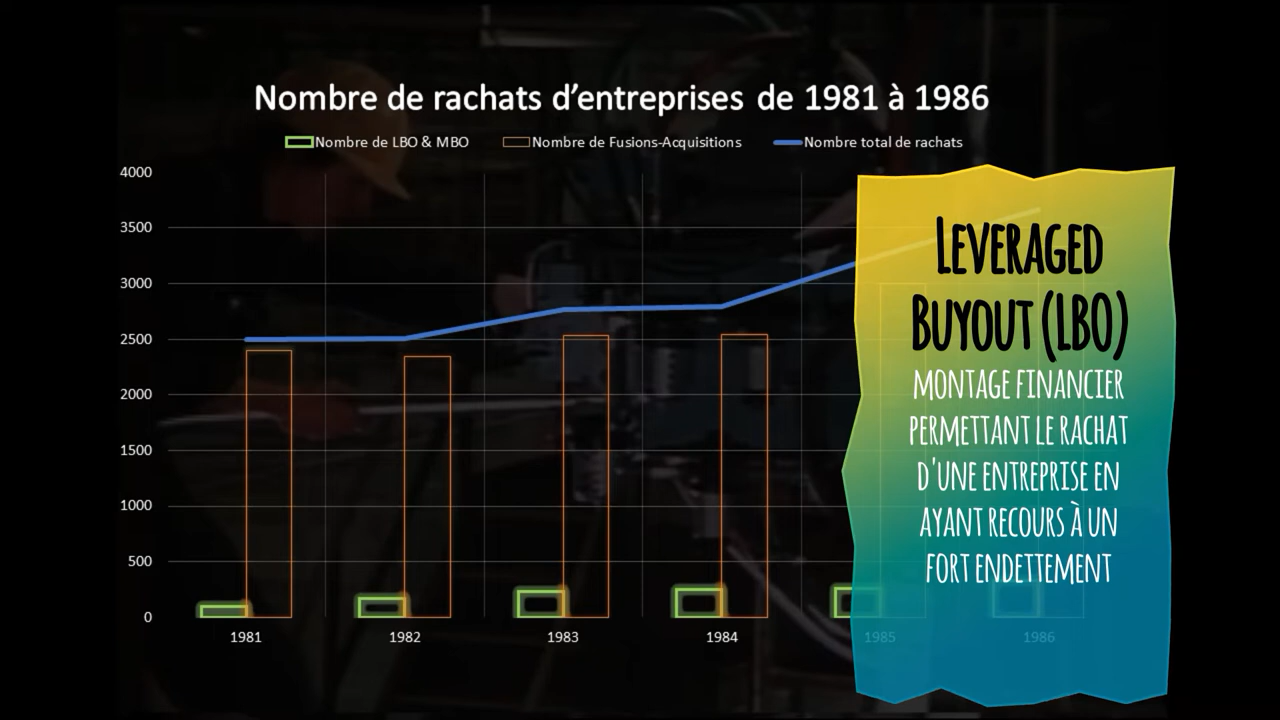 Nombre de rachats d'entreprises de 1981 à 1986
Nombre de LBO & MBO
Nombre de Fusions-Acquisitions
Nombre total de rachats
4000
3500
3000
2500
2000
1500
1000
500
0
1981
1982
1983
1984
1985
1986
LEVERAGED
BUYOUT (LBO)
MONTAGE FINANCIER
PERMETTANT LE RACHAT
D'UNE ENTREPRISE EN
AYANT RECOURS À UN
FORT ENDETTEMENT